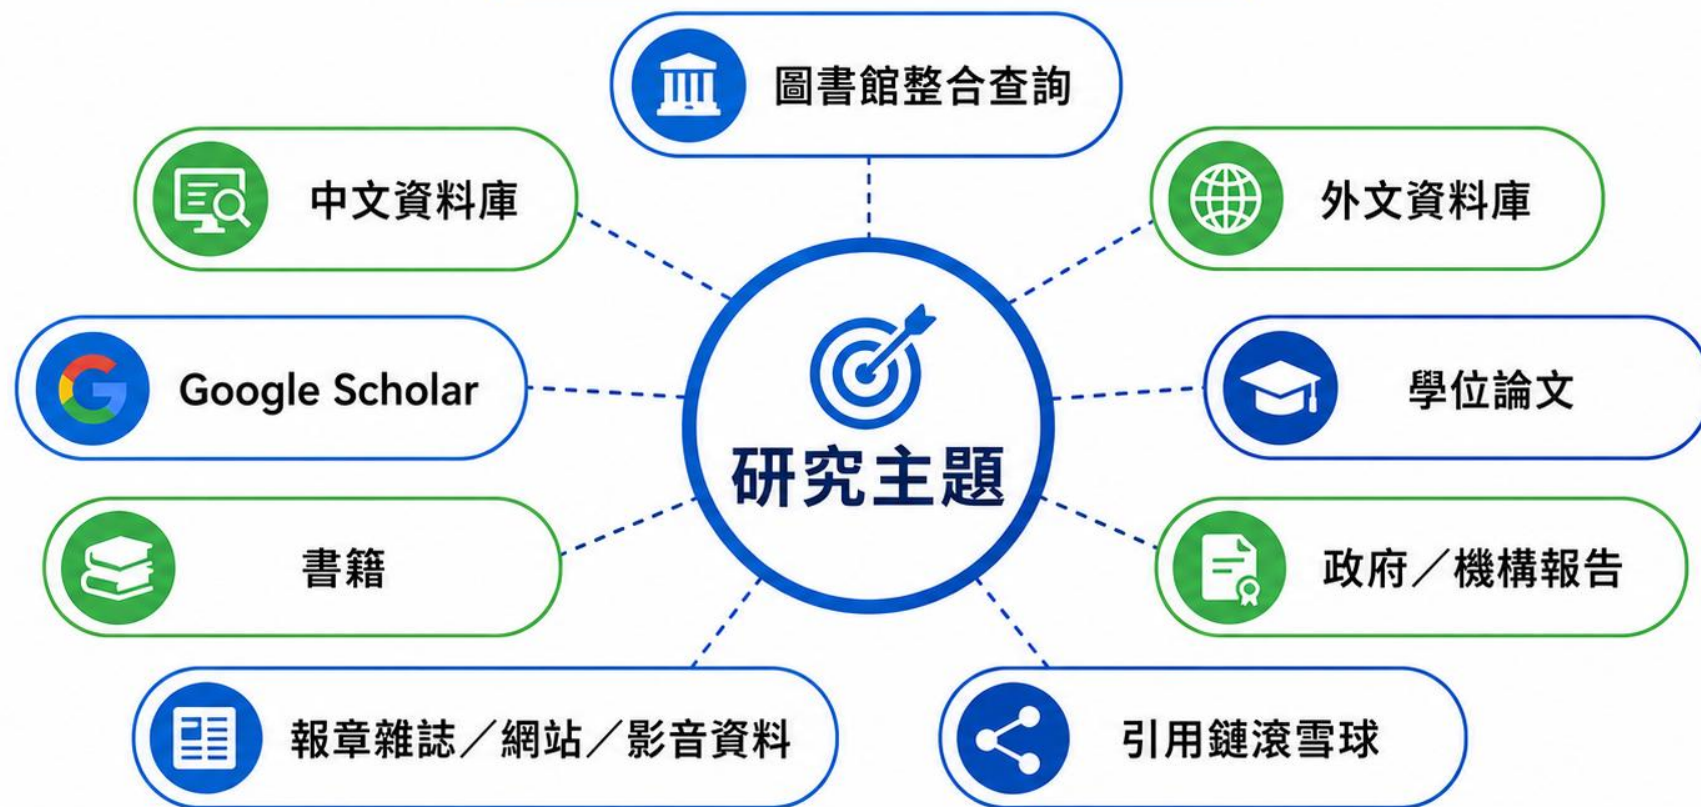 圖書館整合查詢
中文資料庫
外文資料庫
Google Scholar
學位論文
研究主題
書籍
政府／機構報告
報章雜誌／網站／影音資料
引用鏈滾雪球